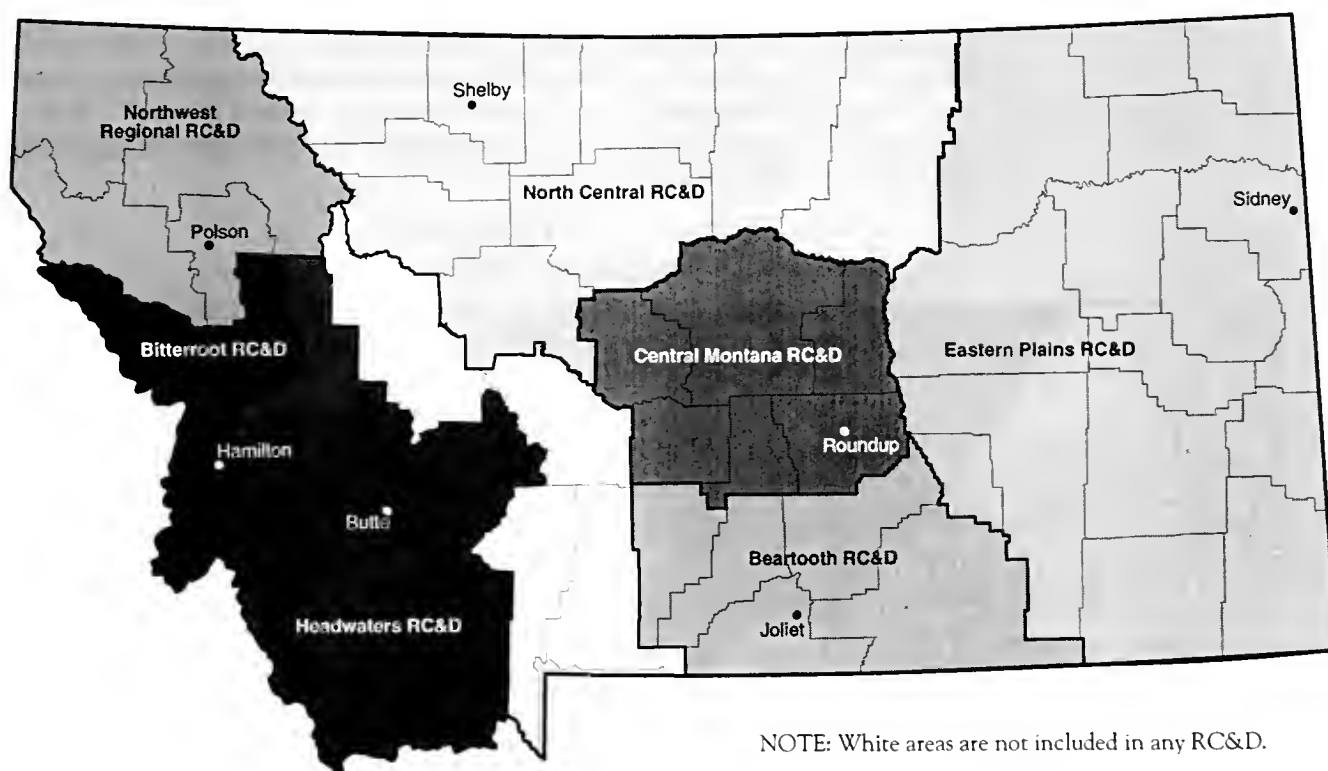 Shelby
Northwest
Regional RC&D
North Central RC&D
Sidney
Polson
Bitterroot RC&D
Central Montana RC&D
Eastern Plains RC&D
Hamilton
Roundup
Butte
Beartooth RC&D
Headwaters RC&D
Joliet
NOTE: White areas are not included in any RC&D.